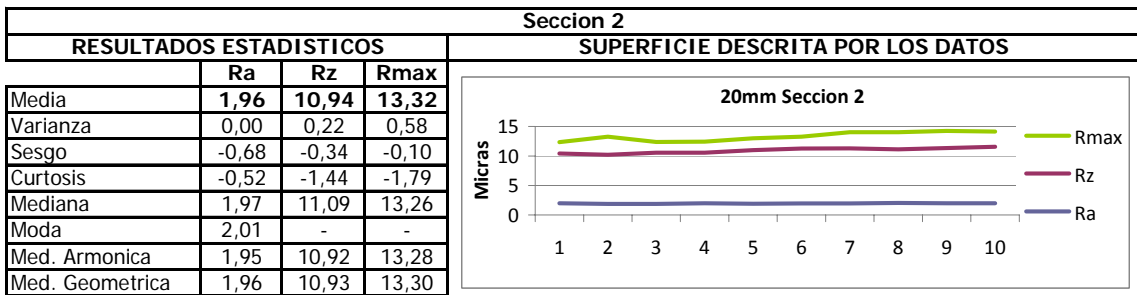 Seccion 2
RESULTADOS ESTADISTICOS SUPERFICIE DESCRITA POR LOS DATOS
Ra Rz Rmax
Media 1,96 10,94 13,32
Varianza 0,00 0,22 0,58
Sesgo -0,68 -0,34 -0,10
Curtosis -0,52 -1,44 -1,79
Mediana 1,97 11,09 13,26
Moda 2,01 - -
Med. Armonica 1,95 10,92 13,28
Med. Geometrica 1,96 10,93 13,30
20mm Seccion 2
Micras
15
10
5
0
1 2 3 4 5 6 7 8 9 10
Rmax
Rz
Ra